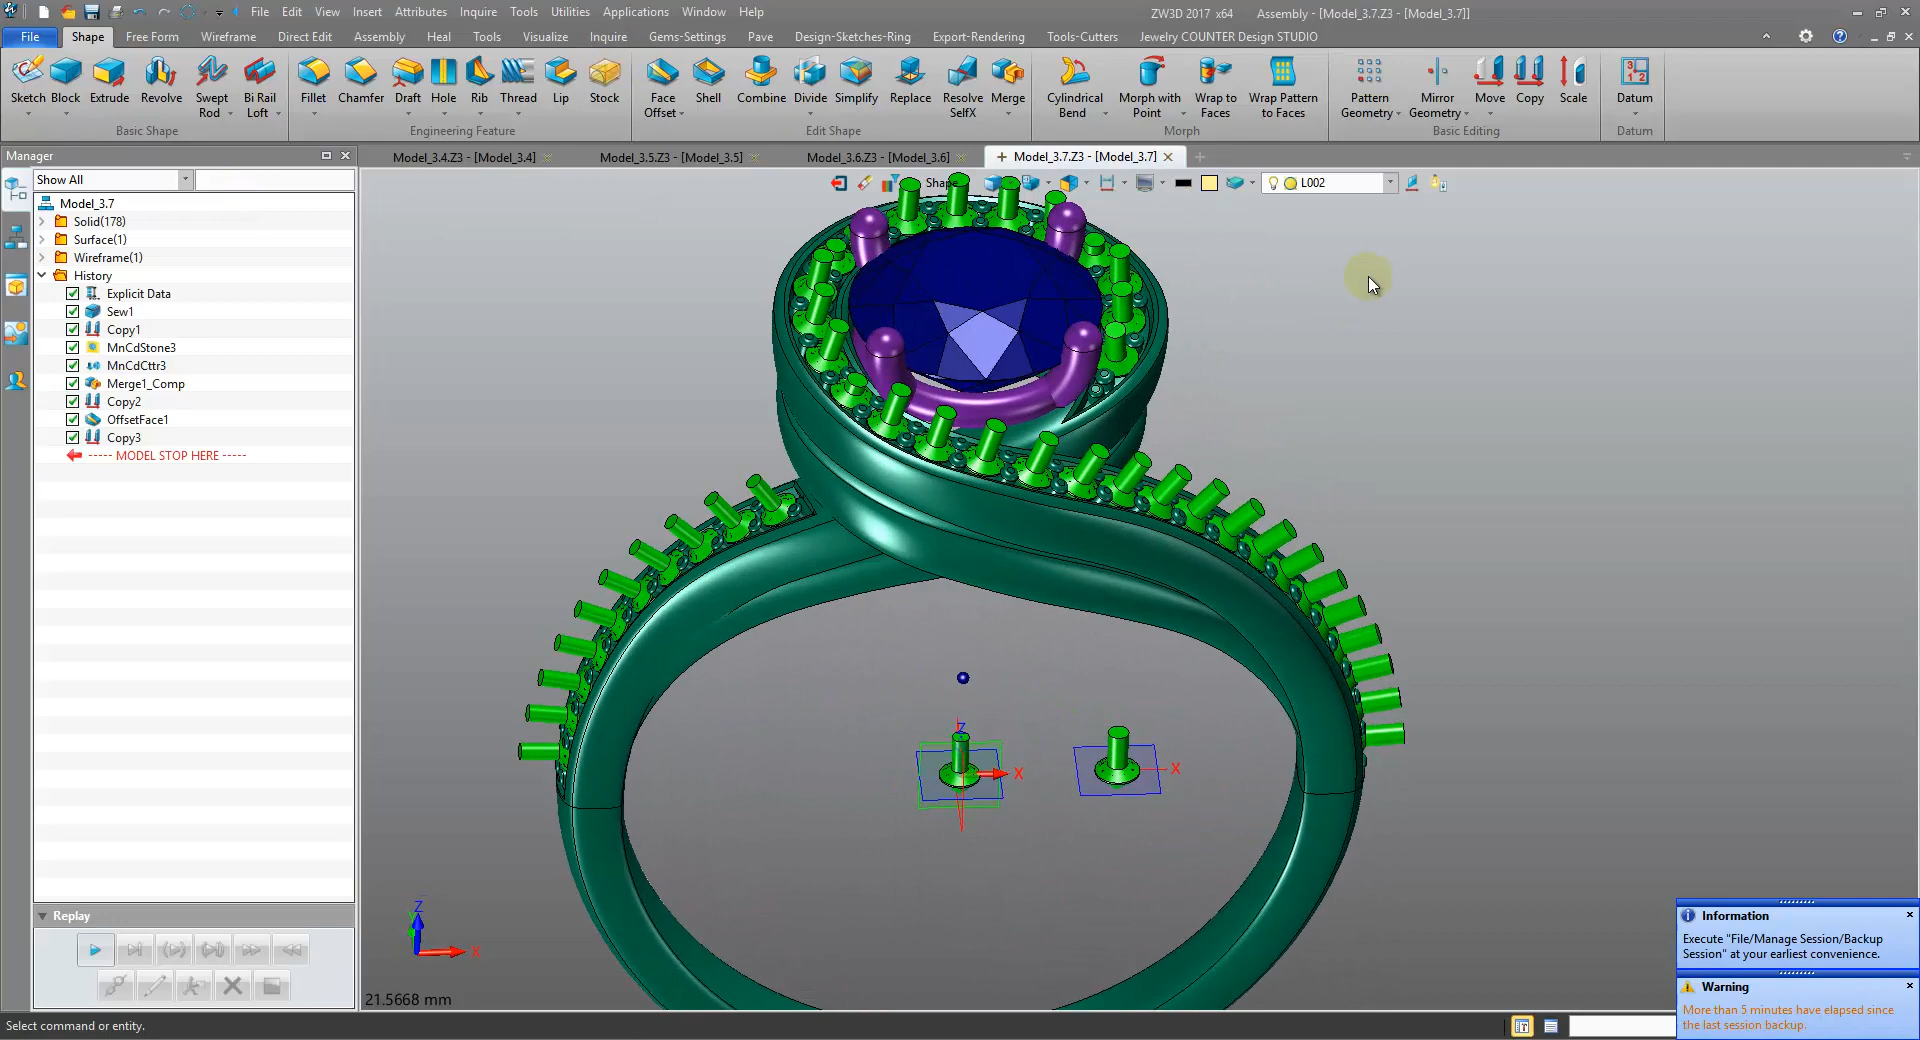 File Edit View Insert Attributes Inquire Tools Utilities Applications Window Help ZW3D 2017 x64 Assembly - [Model_3.7.Z3 - [Model_3.7]]
File Shape Free Form Wireframe Direct Edit Assembly Heal Tools Visualize Inquire Gems-Settings Pave Design-Sketches-Ring Export-Rendering Tools-Cutters Jewelry COUNTER Design STUDIO
Sketch Block Extrude Revolve Swept Rod Bi Rail Loft Fillet Chamfer Draft Hole Rib Thread Lip Stock Face Offset Shell Combine Divide Simplify Replace Resolve SelfX Merge Cylindrical Bend Morph with Point Wrap to Faces Wrap Pattern to Faces Pattern Geometry Mirror Geometry Move Copy Scale Datum
Basic Shape Engineering Feature Edit Shape Morph Basic Editing Datum
Manager
Model_3.4.Z3 - [Model_3.4] Model_3.5.Z3 - [Model_3.5] Model_3.6.Z3 - [Model_3.6] Model_3.7.Z3 - [Model_3.7]
Show All
Shape
L002
Model_3.7
Solid(178)
Surface(1)
Wireframe(1)
History
Explicit Data
Sew1
Copy1
MnCdStone3
MnCdCttr3
Merge1_Comp
Copy2
OffsetFace1
Copy3
----- MODEL STOP HERE -----
Z
X
X
Replay
Z
X
21.5668 mm
Information
Execute "File/Manage Session/Backup
Session" at your earliest convenience.
Warning
More than 5 minutes have elapsed since
the last session backup.
Select command or entity.